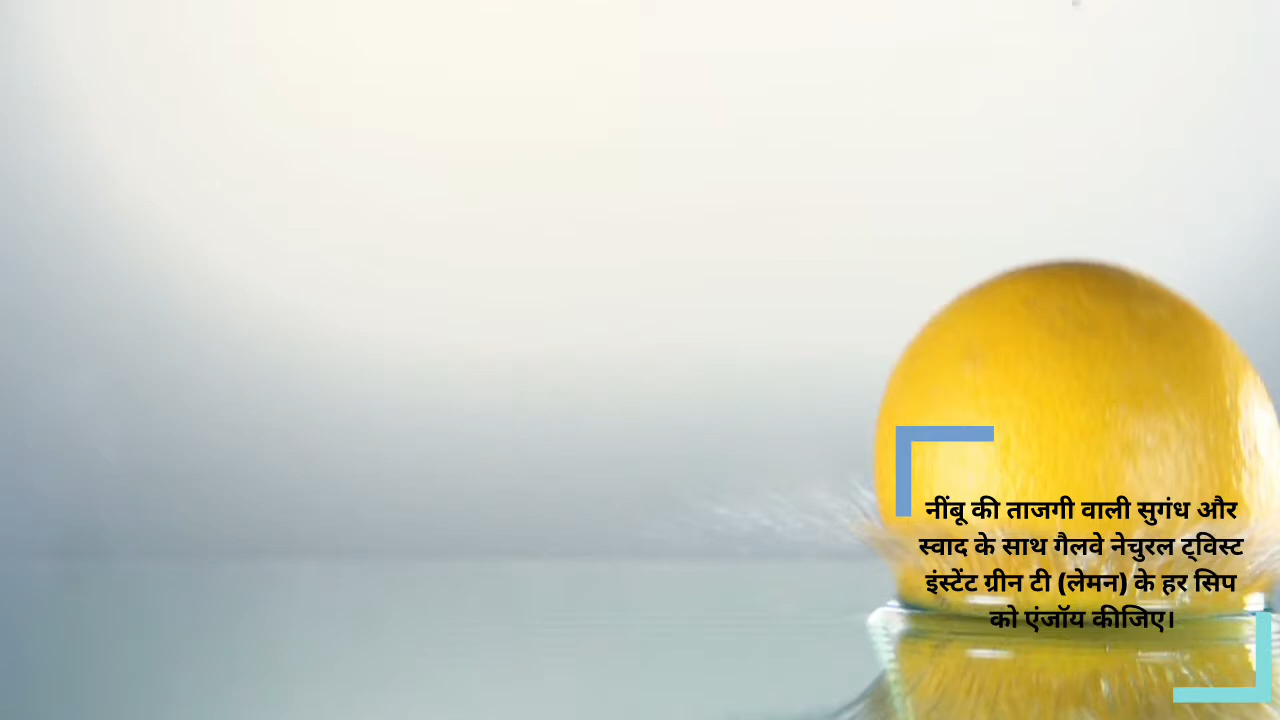 नींबू की ताजगी वाली सुगंध और
स्वाद के साथ गैलवे नेचुरल ट्विस्ट
इंस्टेंट ग्रीन टी (लेमन) के हर सिप
को एंजॉय कीजिए।